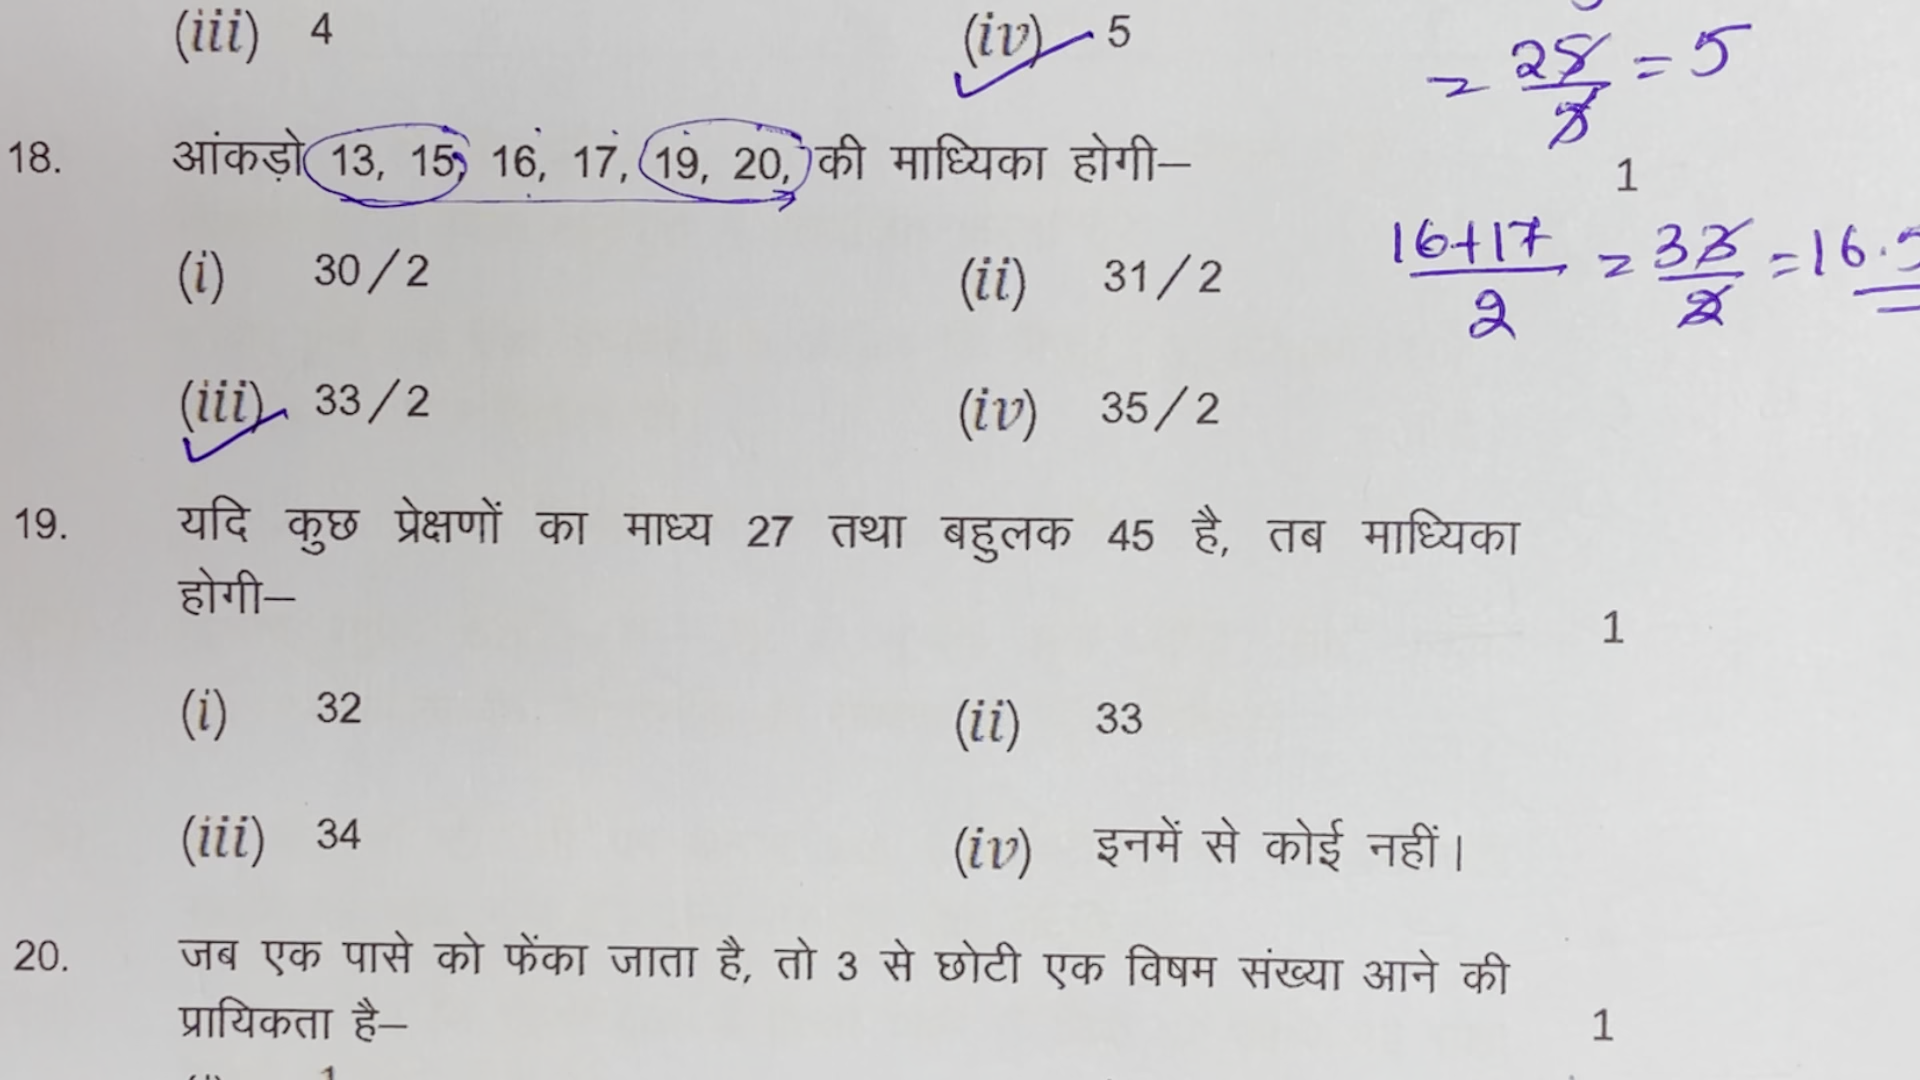 (iii) 4 (iv) 5
= 25/5 = 5
18. आंकड़ो 13, 15, 16, 17, 19, 20, की माध्यिका होगी– 1
(i) 30/2 (ii) 31/2
16+17/2 = 33/2 = 16.5
(iii) 33/2 (iv) 35/2
19. यदि कुछ प्रेक्षणों का माध्य 27 तथा बहुलक 45 है, तब माध्यिका
होगी– 1
(i) 32 (ii) 33
(iii) 34 (iv) इनमें से कोई नहीं।
20. जब एक पासे को फेंका जाता है, तो 3 से छोटी एक विषम संख्या आने की
प्रायिकता है– 1